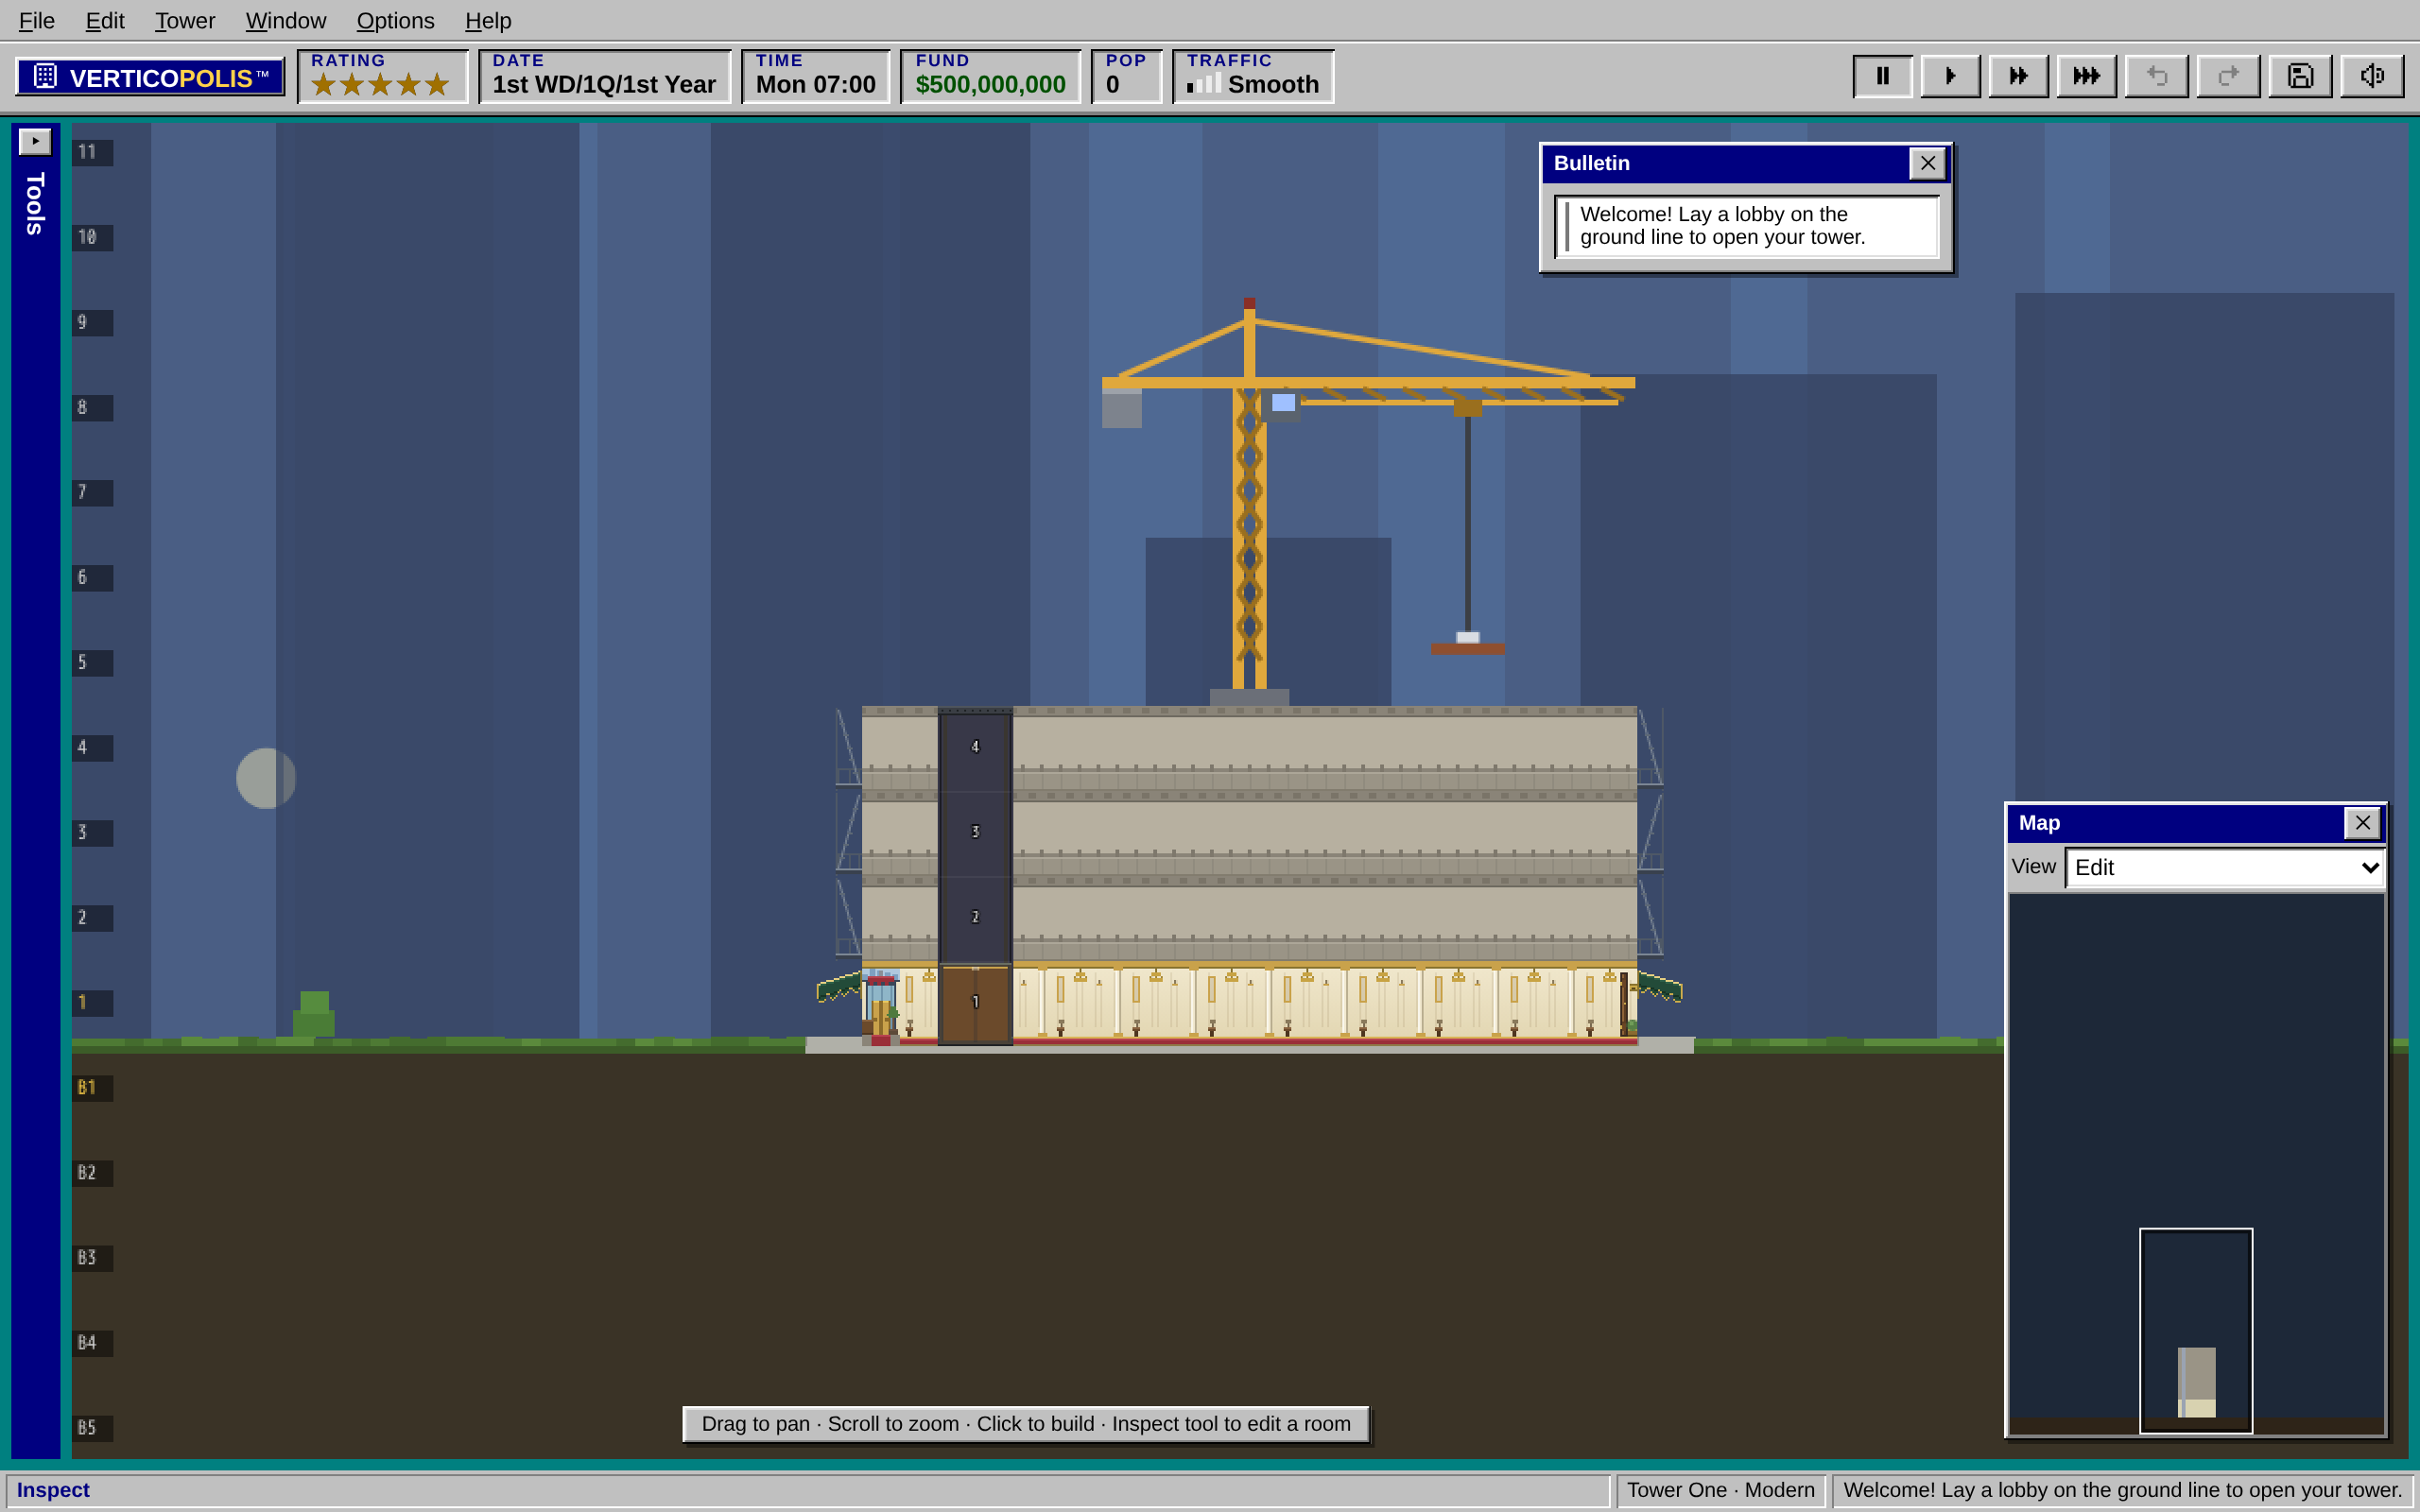 File Edit Tower Window Options Help
VERTICOPOLIS™
RATING
★★★★★
DATE
1st WD/1Q/1st Year
TIME
Mon 07:00
FUND
$500,000,000
POP
0
TRAFFIC
Smooth
Tools
11
10
9
8
7
6
5
4
3
2
1
B1
B2
B3
B4
B5
Bulletin
Welcome! Lay a lobby on the
ground line to open your tower.
4
3
2
1
Map
View Edit
Drag to pan · Scroll to zoom · Click to build · Inspect tool to edit a room
Inspect
Tower One · Modern
Welcome! Lay a lobby on the ground line to open your tower.